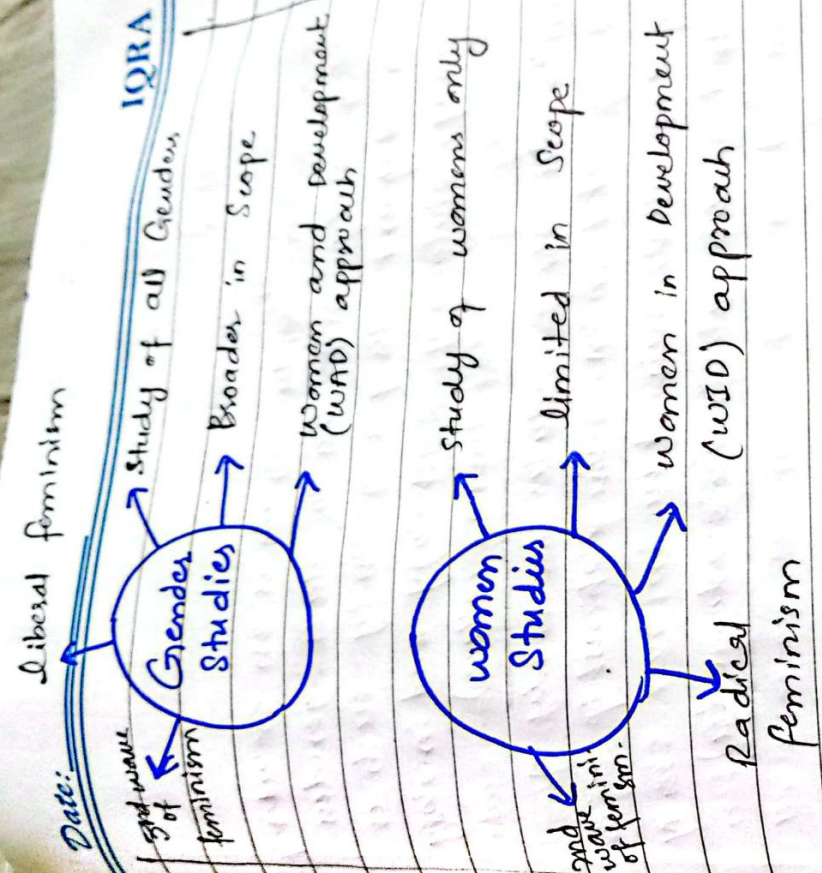 IQRA
Date:
liberal feminism
Gender
Studies
Study of all Genders
Broader in Scope
Women and Development
(WAD) approach
wave
of
feminism
women
Studies
Study of womens only
limited in Scope
Women in Development
(WID) approach
Radical
feminism
2nd
wave
of